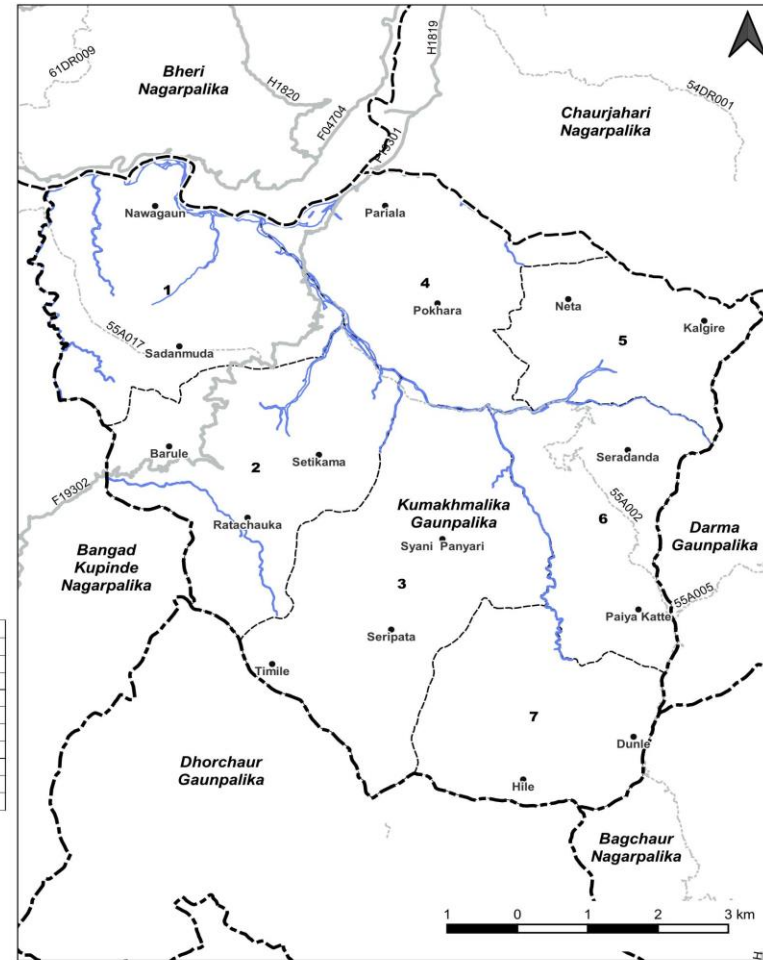 H1819
61DR009
Bheri
Nagarpalika
H1820
F04704
54DR001
Chaurjahari
Nagarpalika
F19301
Nawagaun
Pariala
1
4
Pokhara
Neta
Kalgire
5
55A017
Sadanmuda
Barule
2
Setikama
Seradanda
F19302
Ratachauka
Kumakhmalika
Gaunpalika
55A002
6
Syani Panyari
Darma
Gaunpalika
Bangad
Kupinde
Nagarpalika
3
55A005
Paiya Katte
Seripata
Timile
7
Dunle
Dhorchaur
Gaunpalika
Hile
Bagchaur
Nagarpalika
1 0 1 2 3 km